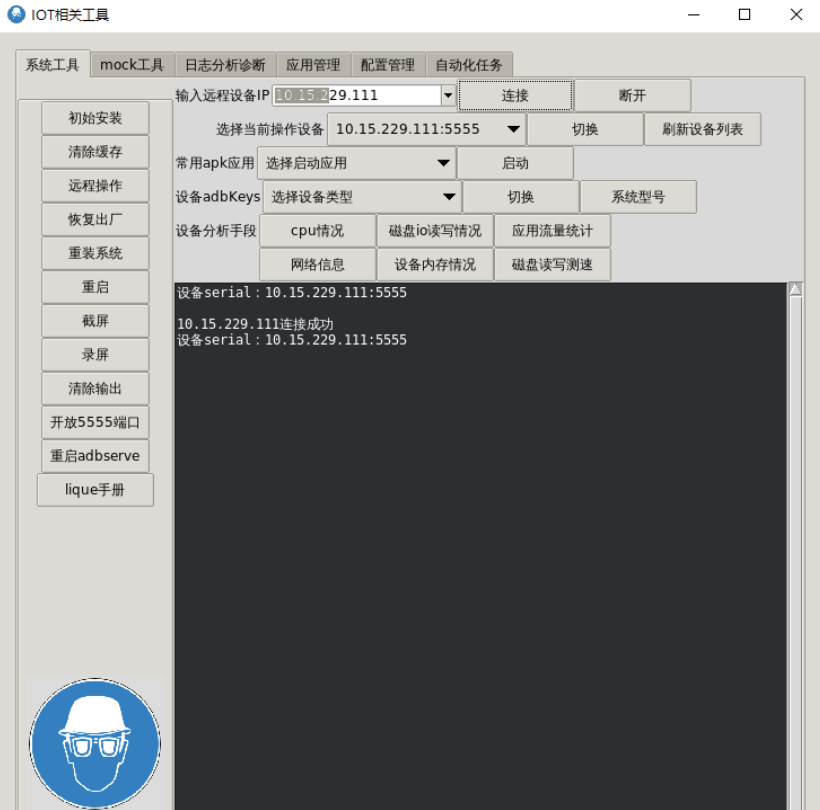 IOT相关工具
系统工具 mock工具 日志分析诊断 应用管理 配置管理 自动化任务
输入远程设备IP 10.15.229.111 连接 断开
初始安装
选择当前操作设备 10.15.229.111:5555 切换 刷新设备列表
清除缓存
常用apk应用 选择启动应用 启动
远程操作
设备adbKeys 选择设备类型 切换 系统型号
恢复出厂
设备分析手段 cpu情况 磁盘io读写情况 应用流量统计
重装系统
网络信息 设备内存情况 磁盘读写测速
重启
截屏
录屏
清除输出
开放5555端口
重启adbserve
lique手册
设备serial：10.15.229.111:5555
10.15.229.111连接成功
设备serial：10.15.229.111:5555